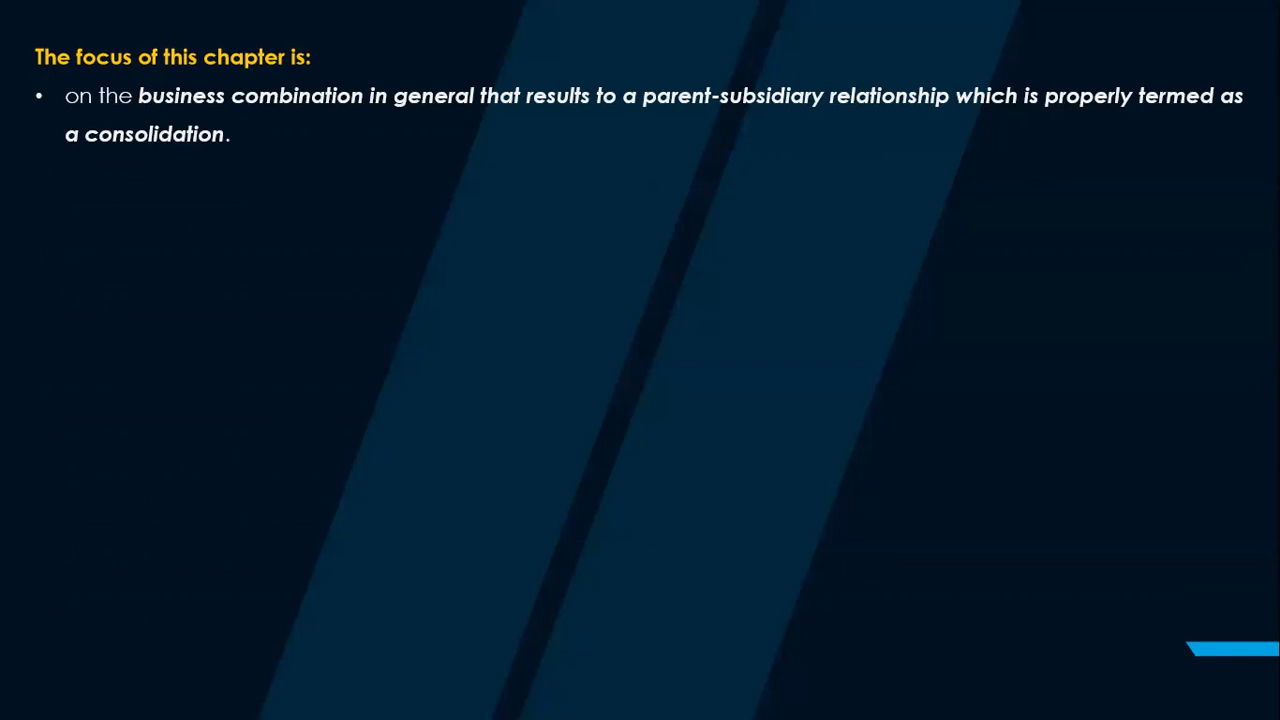 The focus of this chapter is:
• on the business combination in general that results to a parent-subsidiary relationship which is properly termed as
a consolidation.